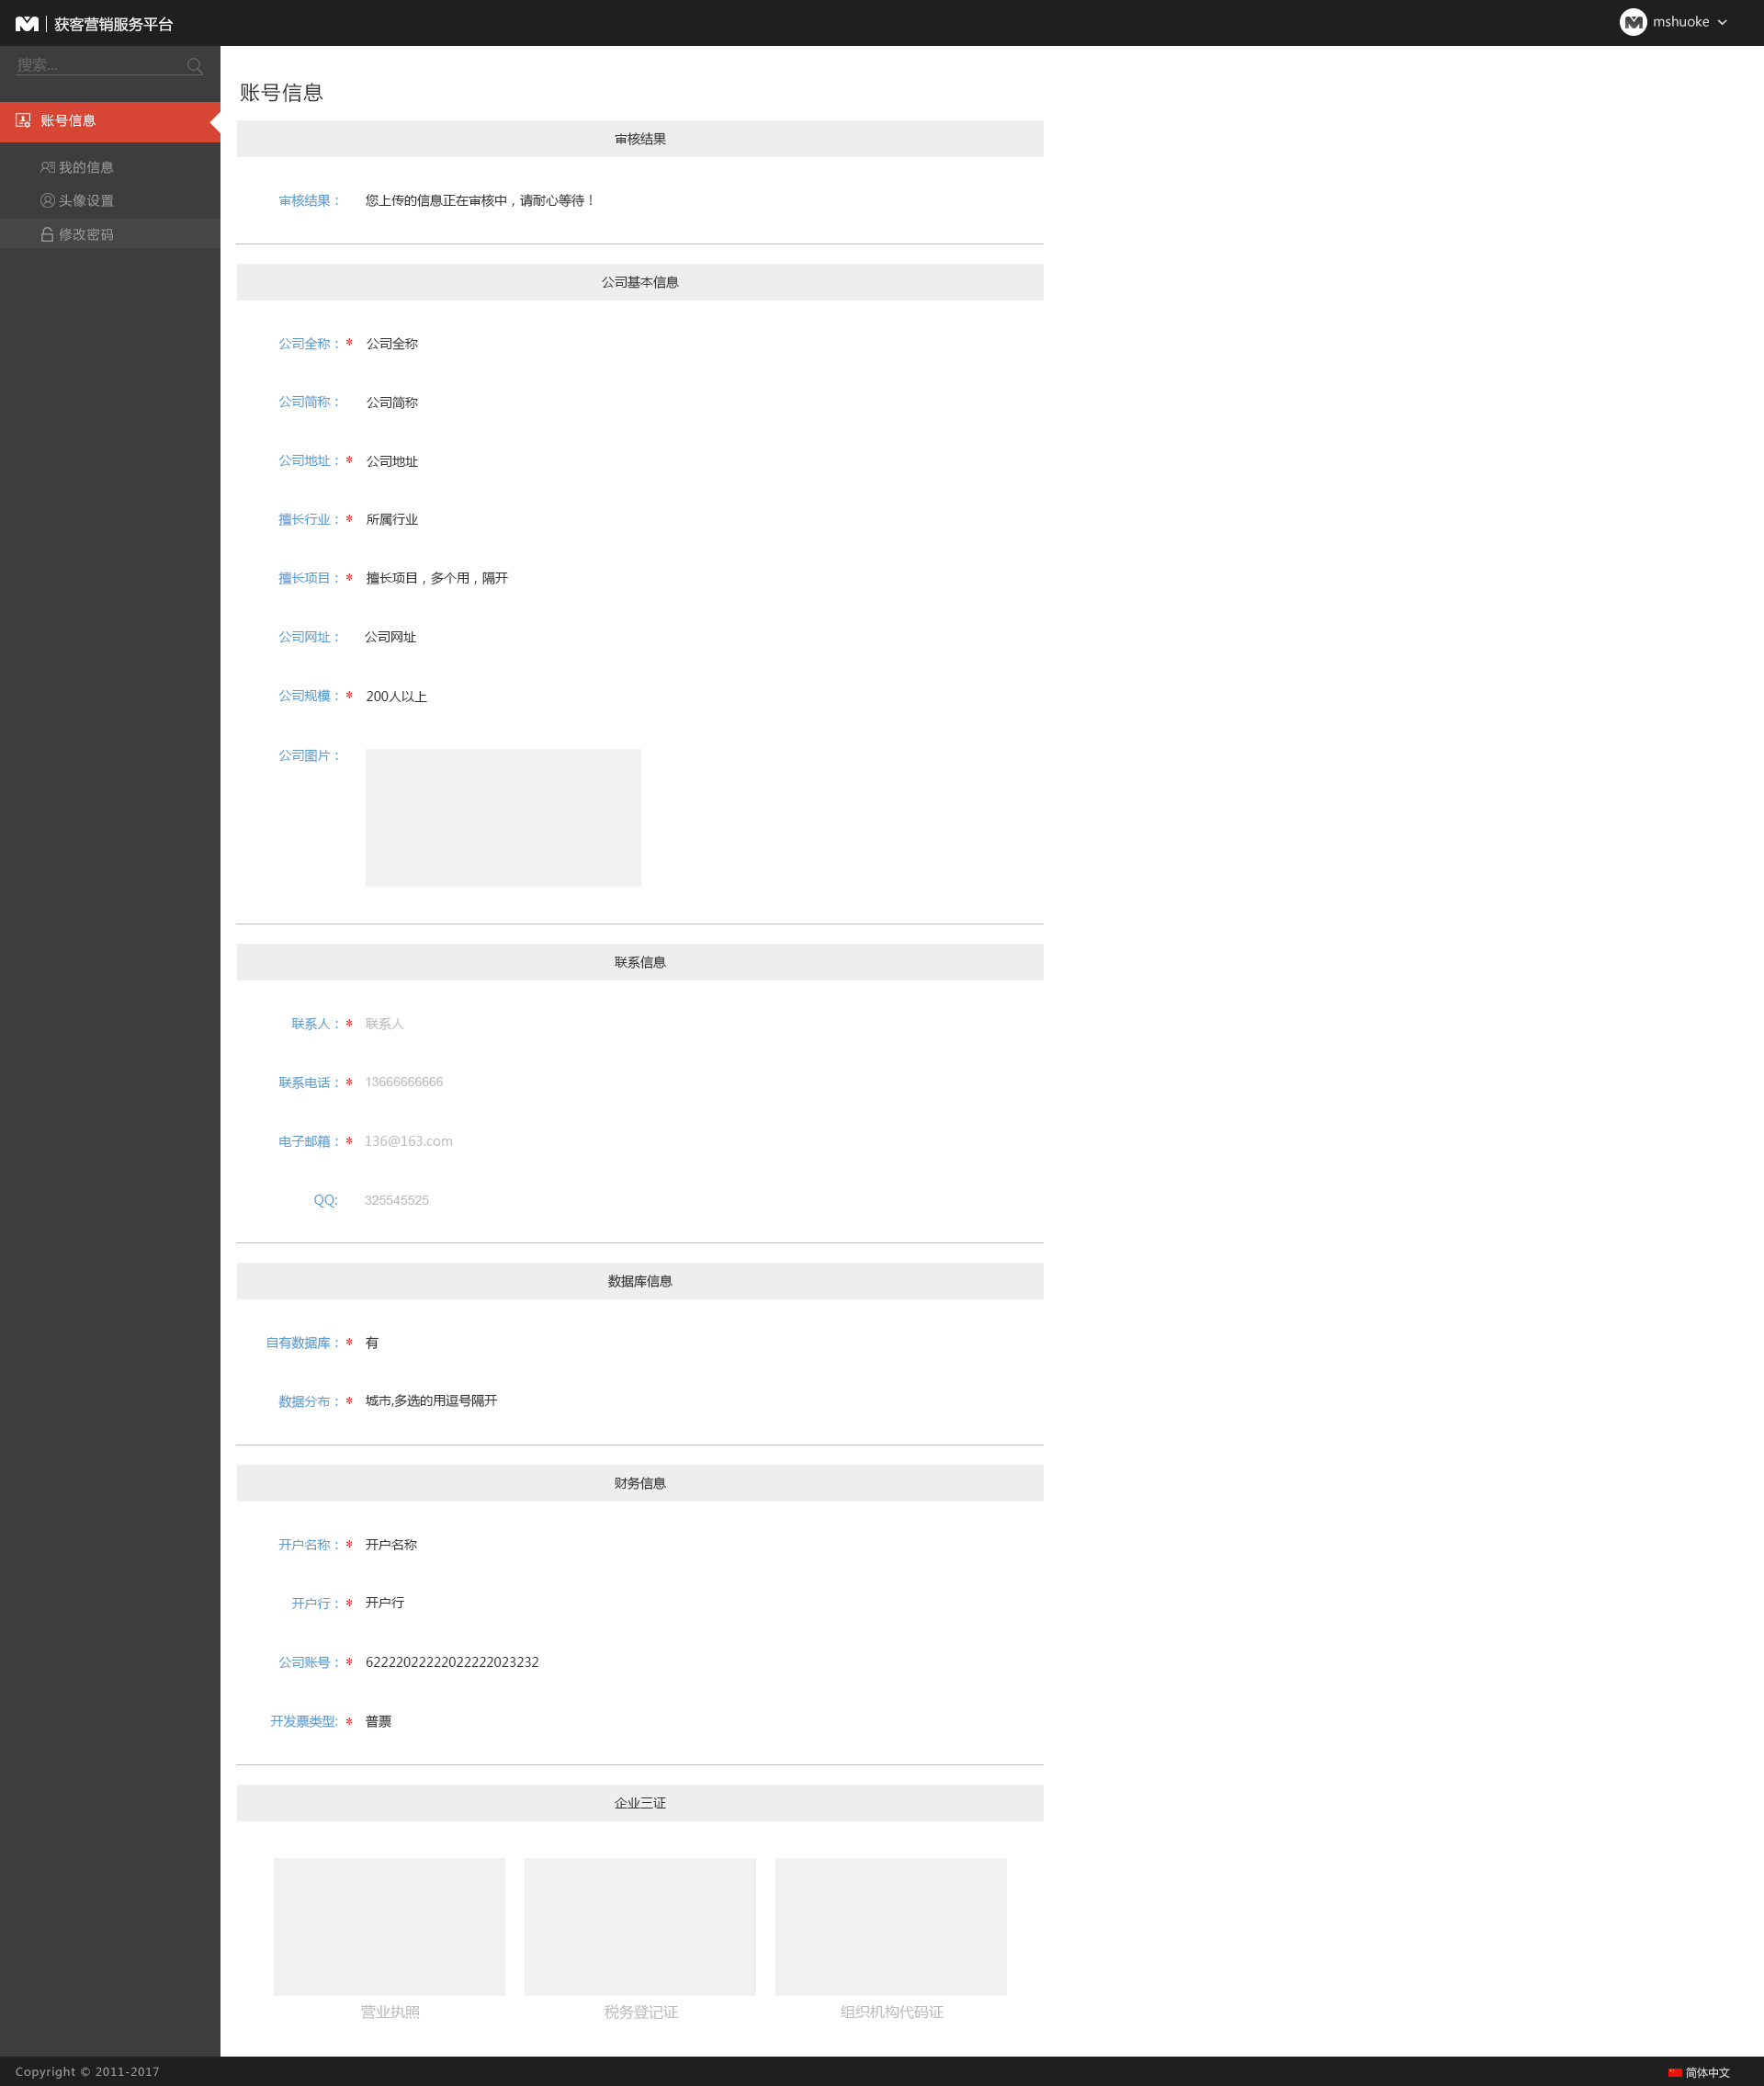 获客营销服务平台
mshuoke
搜索...
账号信息
我的信息
头像设置
修改密码
账号信息
审核结果
审核结果： 您上传的信息正在审核中，请耐心等待！
公司基本信息
公司全称：* 公司全称
公司简称： 公司简称
公司地址：* 公司地址
擅长行业：* 所属行业
擅长项目：* 擅长项目，多个用，隔开
公司网址： 公司网址
公司规模：* 200人以上
公司图片：
联系信息
联系人：* 联系人
联系电话：* 13666666666
电子邮箱：* 136@163.com
QQ: 325545525
数据库信息
自有数据库：* 有
数据分布：* 城市,多选的用逗号隔开
财务信息
开户名称：* 开户名称
开户行：* 开户行
公司账号：* 62222022222022222023232
开发票类型: * 普票
企业三证
营业执照
税务登记证
组织机构代码证
Copyright © 2011-2017
简体中文